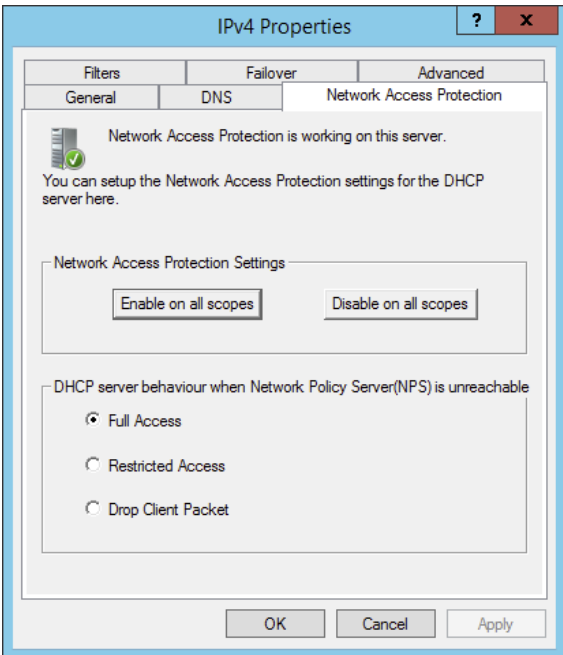 IPv4 Properties
? x
Filters Failover Advanced
General DNS Network Access Protection
Network Access Protection is working on this server.
You can setup the Network Access Protection settings for the DHCP
server here.
Network Access Protection Settings
Enable on all scopes Disable on all scopes
DHCP server behaviour when Network Policy Server(NPS) is unreachable
Full Access
Restricted Access
Drop Client Packet
OK Cancel Apply